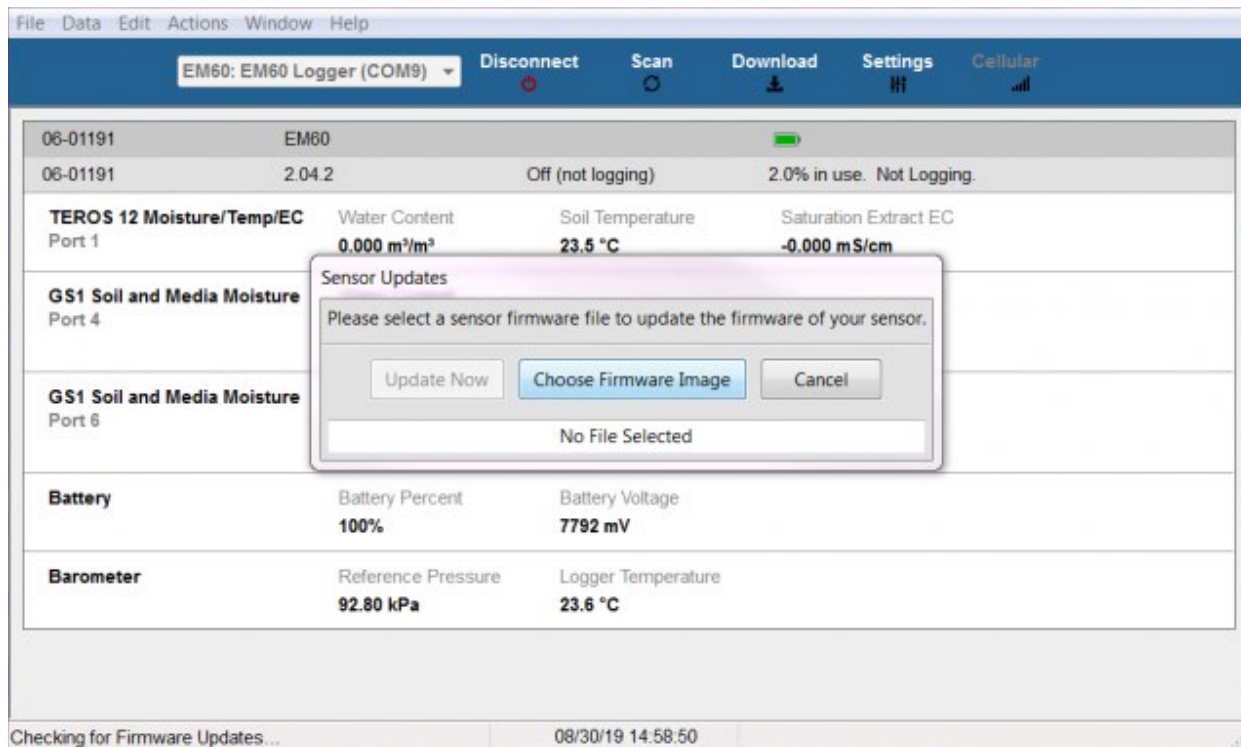 File Data Edit Actions Window Help
EM60: EM60 Logger (COM9) Disconnect Scan Download Settings Cellular
06-01191 EM60
06-01191 2.04.2 Off (not logging) 2.0% in use. Not Logging.
TEROS 12 Moisture/Temp/EC Water Content Soil Temperature Saturation Extract EC
Port 1 0.000 m³/m³ 23.5 °C -0.000 mS/cm
Sensor Updates
GS1 Soil and Media Moisture
Port 4 Please select a sensor firmware file to update the firmware of your sensor.
Update Now Choose Firmware Image Cancel
GS1 Soil and Media Moisture
Port 6
No File Selected
Battery Battery Percent Battery Voltage
100% 7792 mV
Barometer Reference Pressure Logger Temperature
92.80 kPa 23.6 °C
Checking for Firmware Updates... 08/30/19 14:58:50